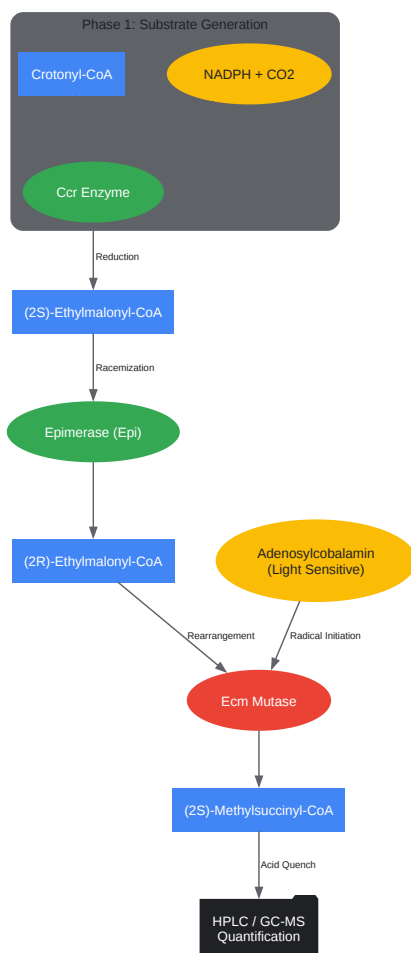 Phase 1: Substrate Generation
Crotonyl-CoA
NADPH + CO2
Ccr Enzyme
Reduction
(2S)-Ethylmalonyl-CoA
Racemization
Epimerase (Epi)
(2R)-Ethylmalonyl-CoA
Adenosylcobalamin
(Light Sensitive)
Rearrangement
Radical Initiation
Ecm Mutase
(2S)-Methylsuccinyl-CoA
Acid Quench
HPLC / GC-MS
Quantification